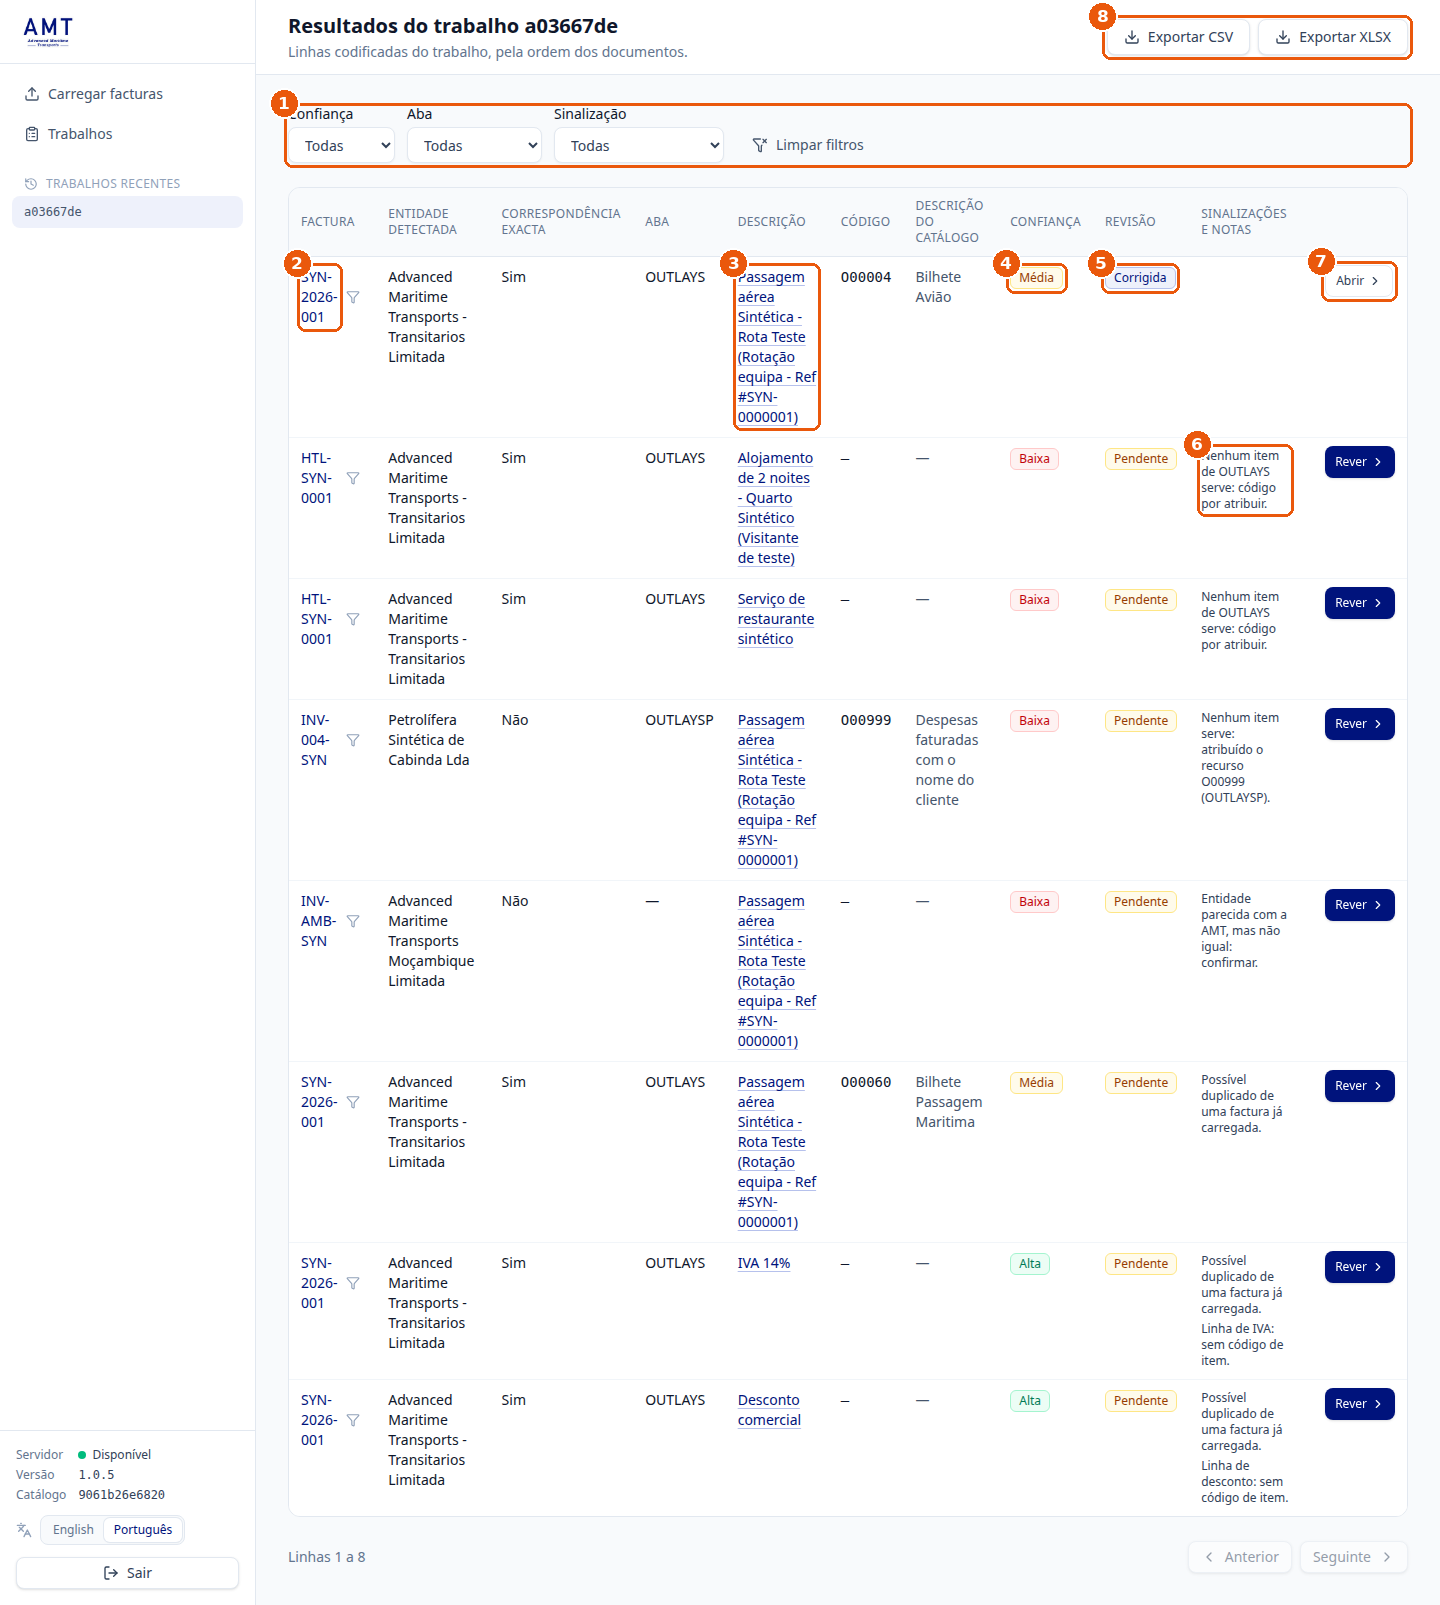 AMT
Advanced Maritime
Transports
Carregar facturas
Trabalhos
TRABALHOS RECENTES
a03667de
Servidor Disponível
Versão 1.0.5
Catálogo 9061b26e6820
English Português
Sair
Resultados do trabalho a03667de
Linhas codificadas do trabalho, pela ordem dos documentos.
8
Exportar CSV Exportar XLSX
1
Confiança Aba Sinalização
Todas Todas Todas Limpar filtros
FACTURA ENTIDADE DETECTADA CORRESPONDÊNCIA EXACTA ABA DESCRIÇÃO CÓDIGO DESCRIÇÃO DO CATÁLOGO CONFIANÇA REVISÃO SINALIZAÇÕES E NOTAS
2 3 4 5 7
SYN-2026-001 Advanced Maritime Transports - Transitarios Limitada Sim OUTLAYS Passagem aérea Sintética - Rota Teste (Rotação equipa - Ref #SYN-0000001) O00004 Bilhete Avião Média Corrigida Abrir
6
HTL-SYN-0001 Advanced Maritime Transports - Transitarios Limitada Sim OUTLAYS Alojamento de 2 noites - Quarto Sintético (Visitante de teste) — — Baixa Pendente Nenhum item de OUTLAYS serve: código por atribuir. Rever
HTL-SYN-0001 Advanced Maritime Transports - Transitarios Limitada Sim OUTLAYS Serviço de restaurante sintético — — Baixa Pendente Nenhum item de OUTLAYS serve: código por atribuir. Rever
INV-004-SYN Petrolífera Sintética de Cabinda Lda Não OUTLAYSP Passagem aérea Sintética - Rota Teste (Rotação equipa - Ref #SYN-0000001) O00999 Despesas faturadas com o nome do cliente Baixa Pendente Nenhum item serve: atribuído o recurso O00999 (OUTLAYSP). Rever
INV-AMB-SYN Advanced Maritime Transports Moçambique Limitada Não — Passagem aérea Sintética - Rota Teste (Rotação equipa - Ref #SYN-0000001) — — Baixa Pendente Entidade parecida com a AMT, mas não igual: confirmar. Rever
SYN-2026-001 Advanced Maritime Transports - Transitarios Limitada Sim OUTLAYS Passagem aérea Sintética - Rota Teste (Rotação equipa - Ref #SYN-0000001) O00060 Bilhete Passagem Maritima Média Pendente Possível duplicado de uma factura já carregada. Rever
SYN-2026-001 Advanced Maritime Transports - Transitarios Limitada Sim OUTLAYS IVA 14% — — Alta Pendente Possível duplicado de uma factura já carregada. Linha de IVA: sem código de item. Rever
SYN-2026-001 Advanced Maritime Transports - Transitarios Limitada Sim OUTLAYS Desconto comercial — — Alta Pendente Possível duplicado de uma factura já carregada. Linha de desconto: sem código de item. Rever
Linhas 1 a 8 Anterior Seguinte